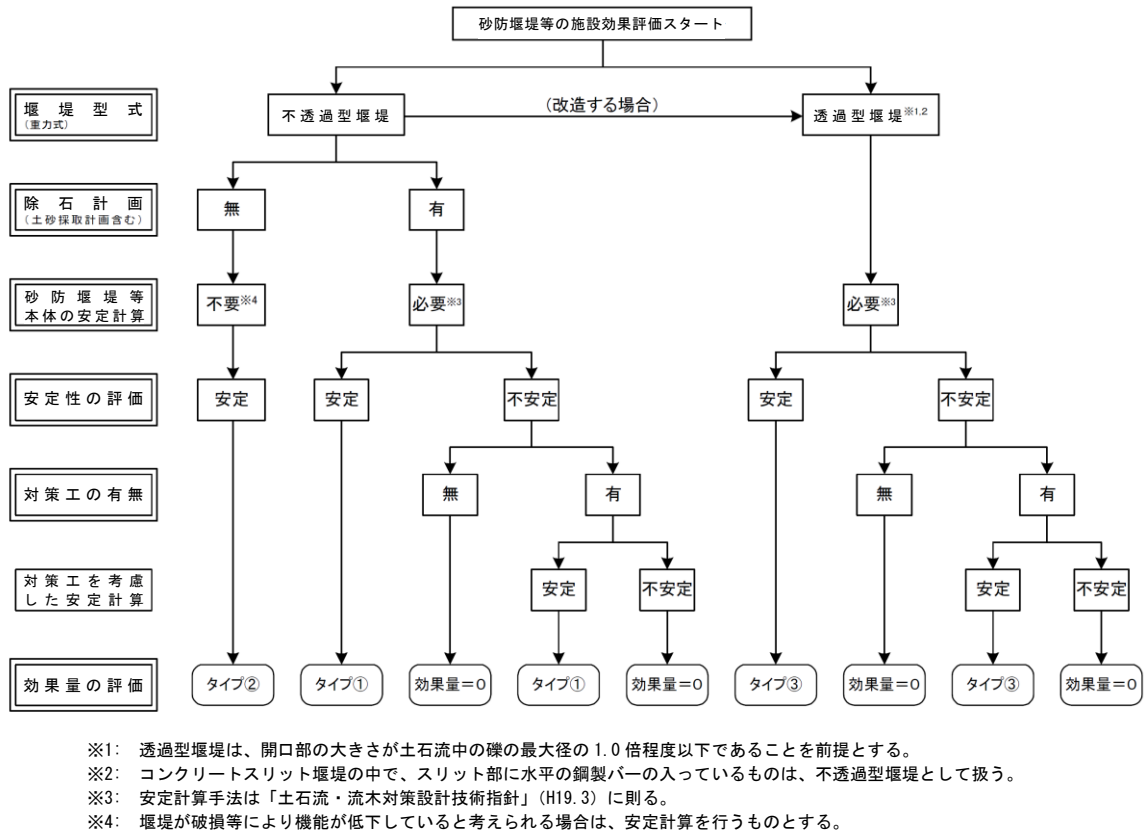 砂防堰堤等の施設効果評価スタート
堰堤型式
(重力式)
不透過型堰堤
(改造する場合)
透過型堰堤※1,2
除石計画
(土砂採取計画含む)
無
有
砂防堰堤等
本体の安定計算
不要※4
必要※3
必要※3
安定性の評価
安定
安定
不安定
安定
不安定
対策工の有無
無
有
無
有
対策工を考慮
した安定計算
安定
不安定
安定
不安定
効果量の評価
タイプ②
タイプ①
効果量=0
タイプ①
効果量=0
タイプ③
効果量=0
タイプ③
効果量=0
※1: 透過型堰堤は、開口部の大きさが土石流中の礫の最大径の1.0倍程度以下であることを前提とする。
※2: コンクリートスリット堰堤の中で、スリット部に水平の鋼製バーの入っているものは、不透過型堰堤として扱う。
※3: 安定計算手法は「土石流・流木対策設計技術指針」(H19.3)に則る。
※4: 堰堤が破損等により機能が低下していると考えられる場合は、安定計算を行うものとする。